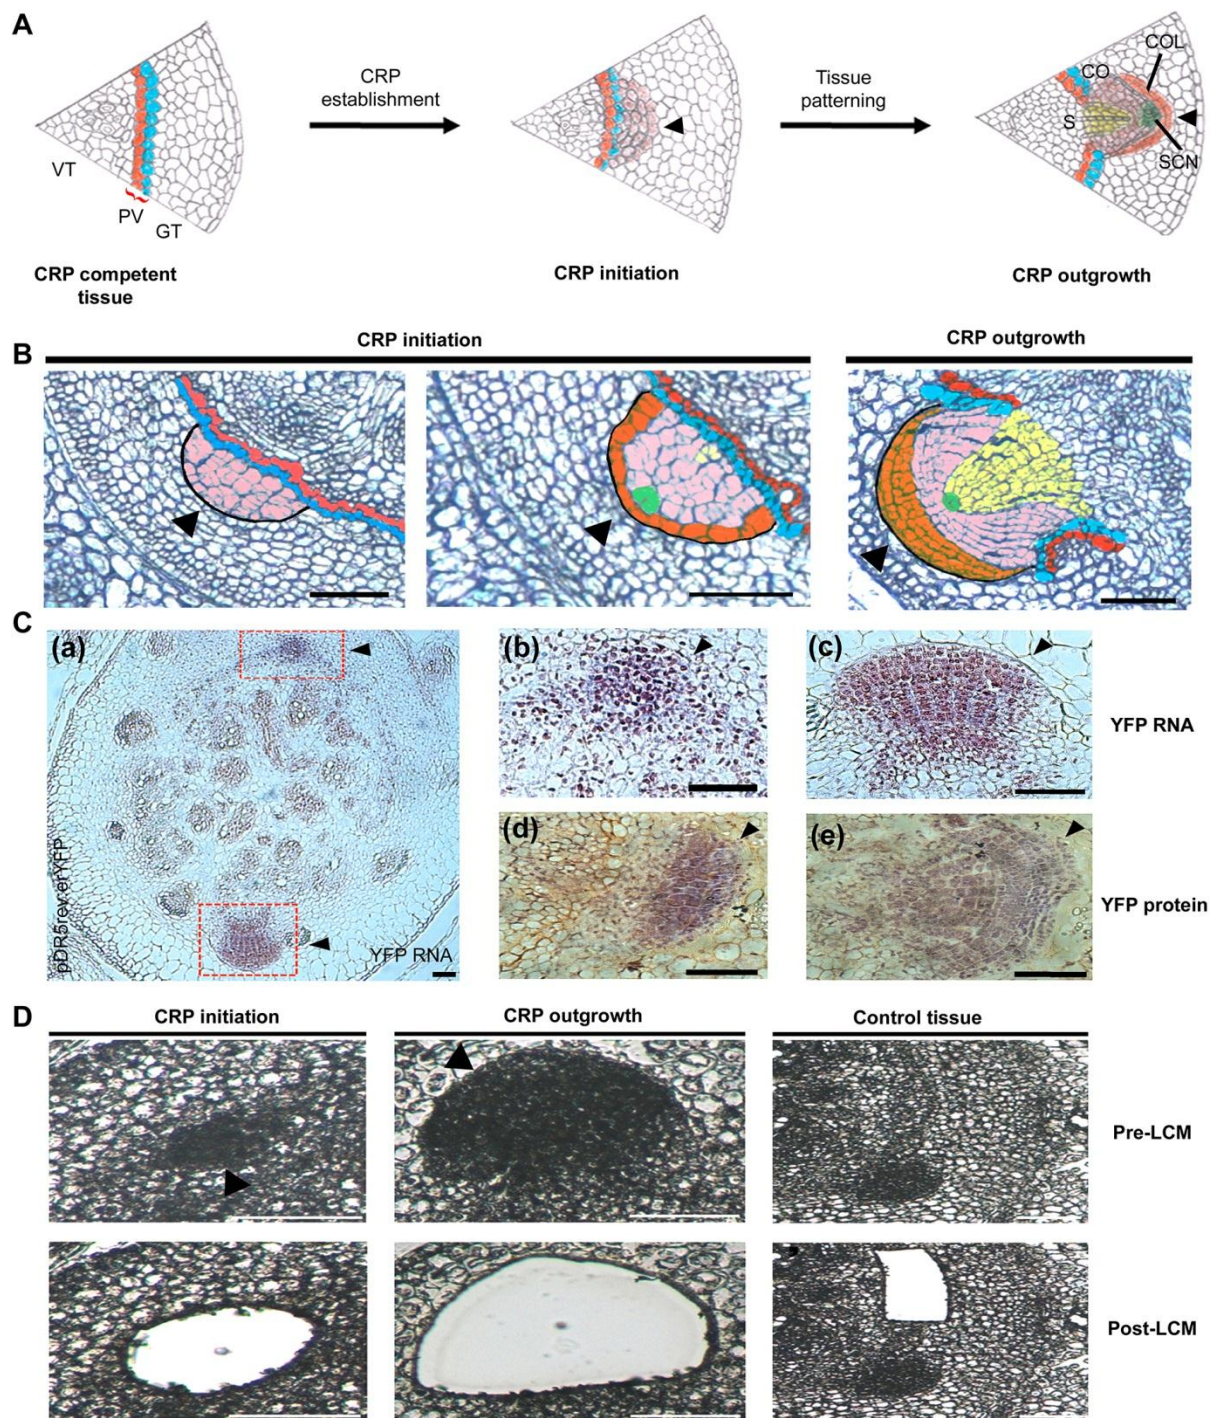 A
CRP
establishment
Tissue
patterning
COL
CO
S
SCN
VT
PV
GT
CRP competent
tissue
CRP initiation
CRP outgrowth
B
CRP initiation
CRP outgrowth
C
(a)
pDR5rev:erYFP
YFP RNA
(b)
(c)
YFP RNA
(d)
(e)
YFP protein
D
CRP initiation
CRP outgrowth
Control tissue
Pre-LCM
Post-LCM